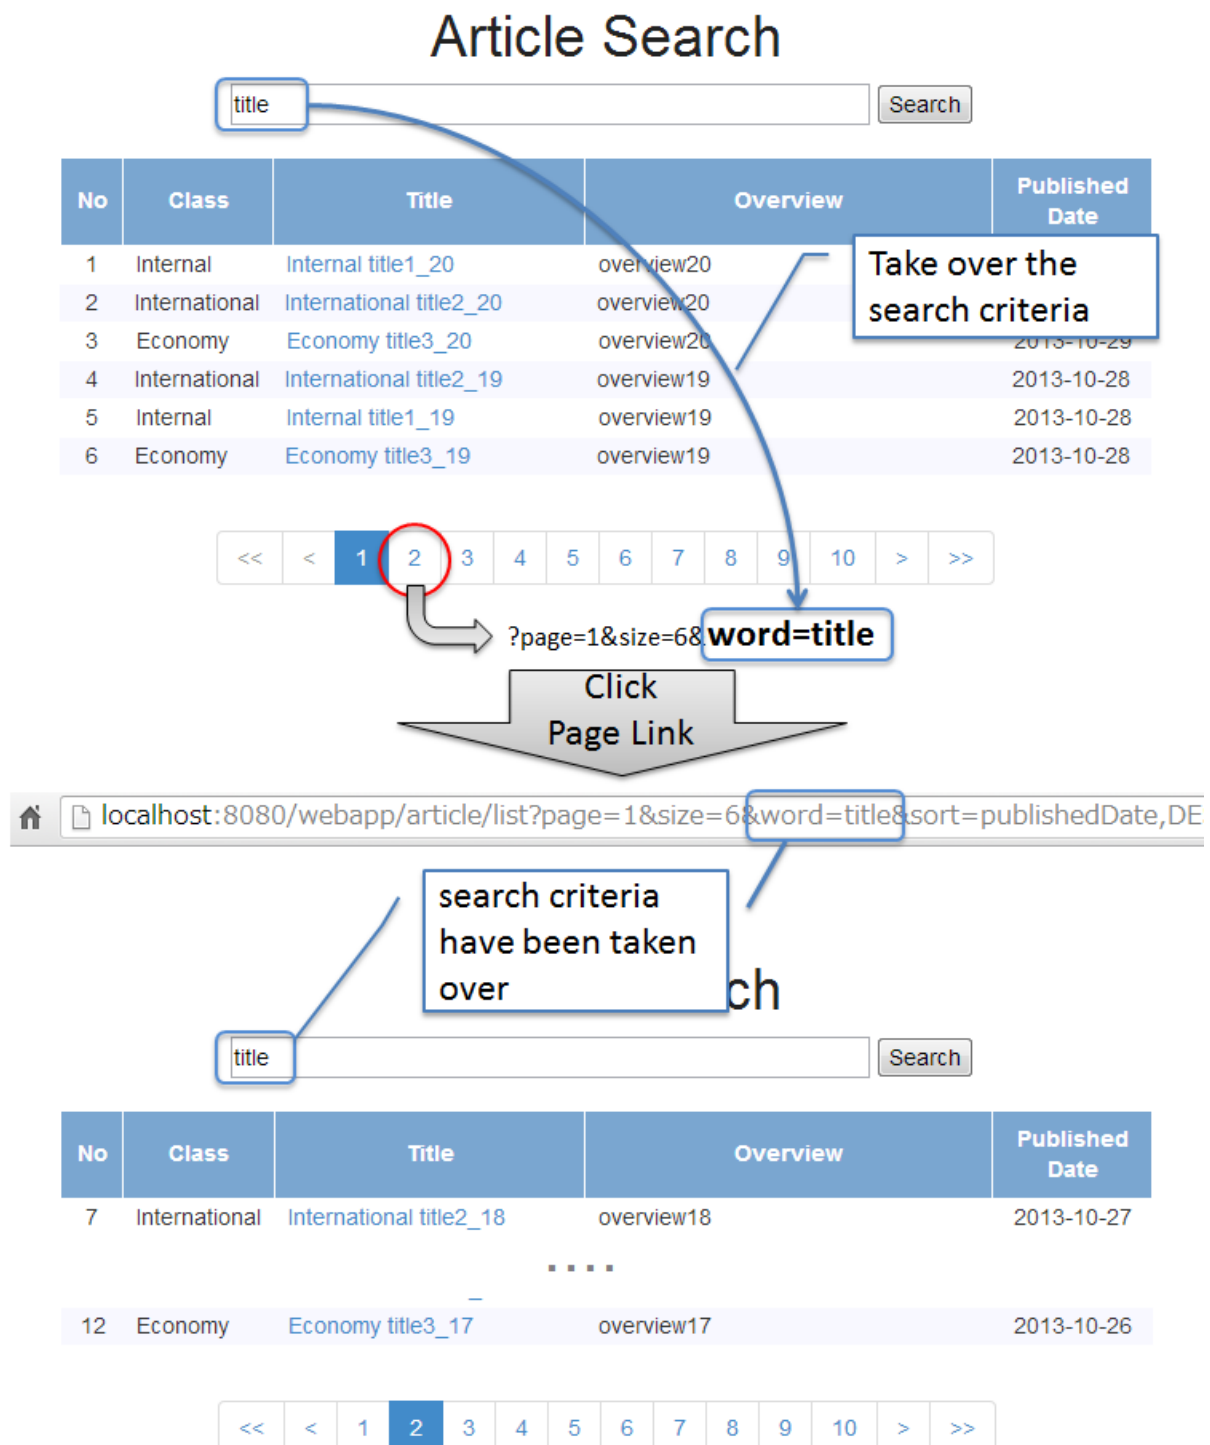 Article Search
title Search
No Class Title Overview Published Date
1 Internal Internal title1_20 overview20
2 International International title2_20 overview20
3 Economy Economy title3_20 overview20 2013-10-29
4 International International title2_19 overview19 2013-10-28
5 Internal Internal title1_19 overview19 2013-10-28
6 Economy Economy title3_19 overview19 2013-10-28
Take over the
search criteria
<< < 1 2 3 4 5 6 7 8 9 10 > >>
?page=1&size=6& word=title
Click
Page Link
localhost:8080/webapp/article/list?page=1&size=6&word=title&sort=publishedDate,DE
search criteria
have been taken
over
ch
title Search
No Class Title Overview Published Date
7 International International title2_18 overview18 2013-10-27
....
12 Economy Economy title3_17 overview17 2013-10-26
<< < 1 2 3 4 5 6 7 8 9 10 > >>